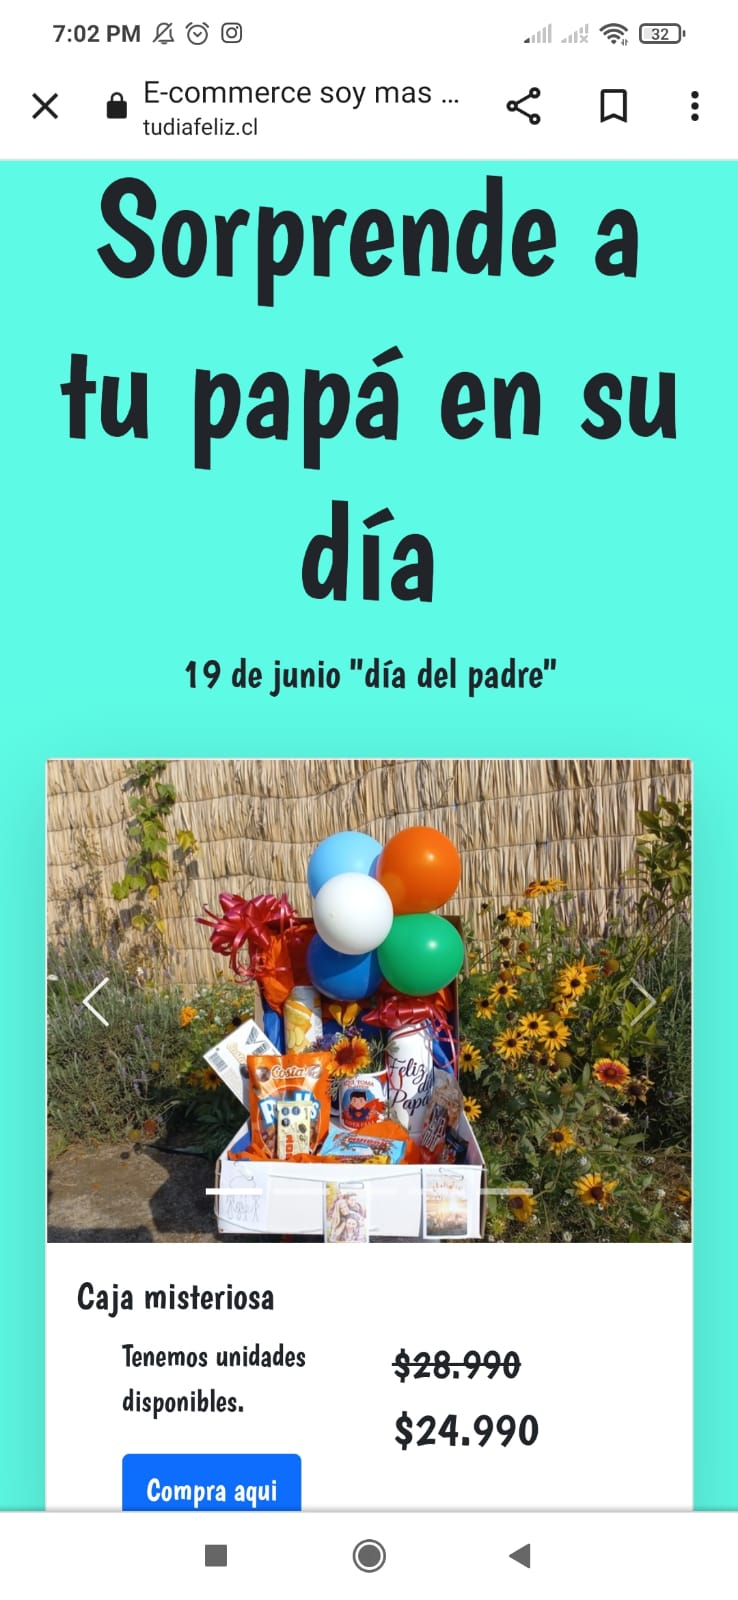 7:02 PM
32
E-commerce soy mas ...
tudiafeliz.cl
Sorprende a
tu papá en su
día
19 de junio "día del padre"
Costa
Feliz
día
Papá
Caja misteriosa
Tenemos unidades
disponibles.
$28.990
$24.990
Compra aqui